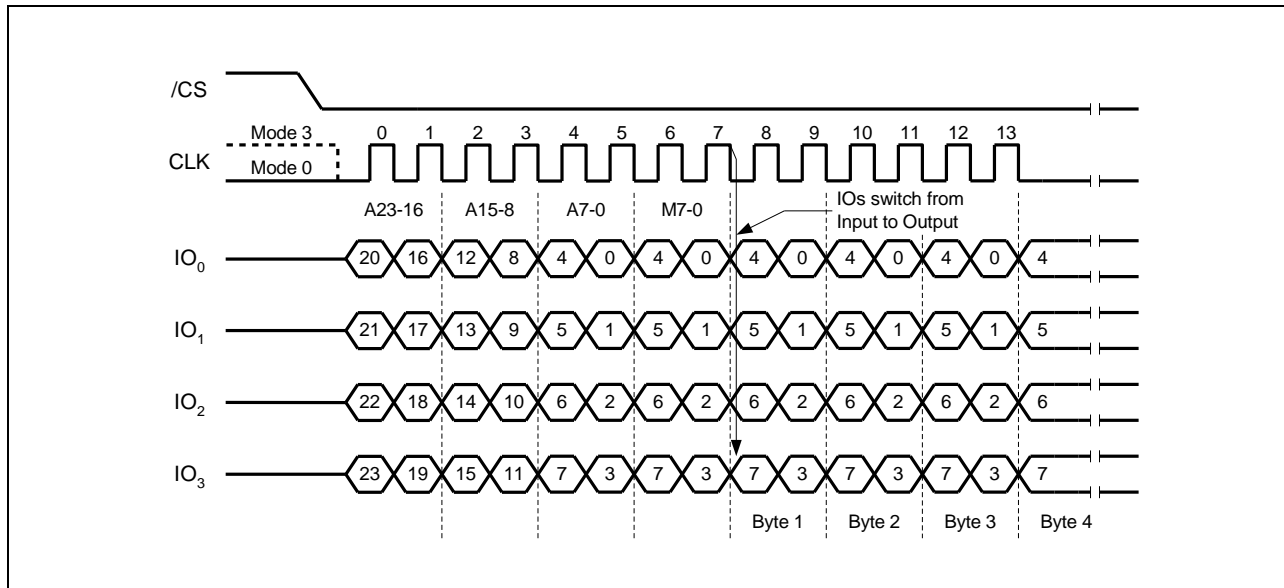 /CS
Mode 3
0 1 2 3 4 5 6 7 8 9 10 11 12 13
CLK
Mode 0
IOs switch from
Input to Output
A23-16 A15-8 A7-0 M7-0
IO0 20 16 12 8 4 0 4 0 4 0 4 0 4 0 4
IO1 21 17 13 9 5 1 5 1 5 1 5 1 5 1 5
IO2 22 18 14 10 6 2 6 2 6 2 6 2 6 2 6
IO3 23 19 15 11 7 3 7 3 7 3 7 3 7 3 7
Byte 1 Byte 2 Byte 3 Byte 4